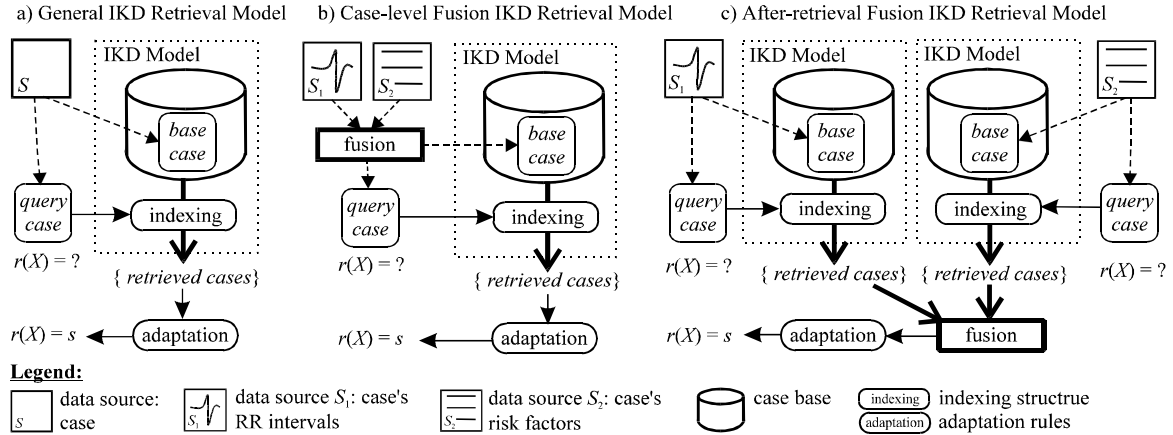 a) General IKD Retrieval Model
b) Case-level Fusion IKD Retrieval Model
c) After-retrieval Fusion IKD Retrieval Model
S
IKD Model
base
case
query
case
indexing
r(X) = ?
{ retrieved cases}
r(X) = s
adaptation
S1
S2
IKD Model
fusion
base
case
query
case
indexing
r(X) = ?
{ retrieved cases}
r(X) = s
adaptation
S1
IKD Model
IKD Model
S2
base
case
base
case
query
case
indexing
indexing
query
case
r(X) = ?
{ retrieved cases}
{ retrieved cases}
r(X) = ?
r(X) = s
adaptation
fusion
Legend:
S
data source:
case
S1
data source S1: case's
RR intervals
S2
data source S2: case's
risk factors
case base
indexing
indexing structrue
adaptation
adaptation rules